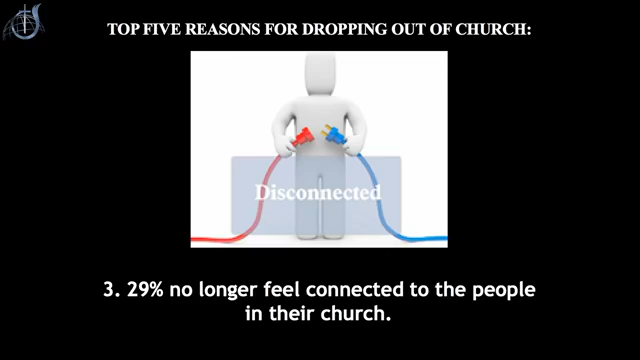 TOP FIVE REASONS FOR DROPPING OUT OF CHURCH:
Disconnected
3. 29% no longer feel connected to the people
in their church.